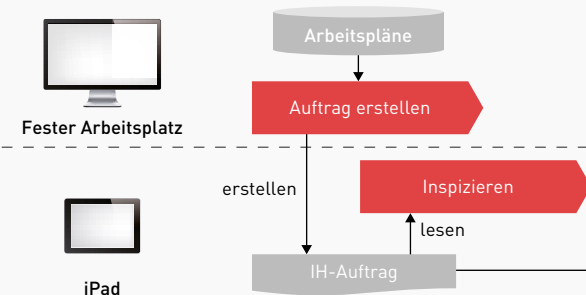 Arbeitspläne
Auftrag erstellen
Fester Arbeitsplatz
erstellen
Inspizieren
lesen
IH-Auftrag
iPad